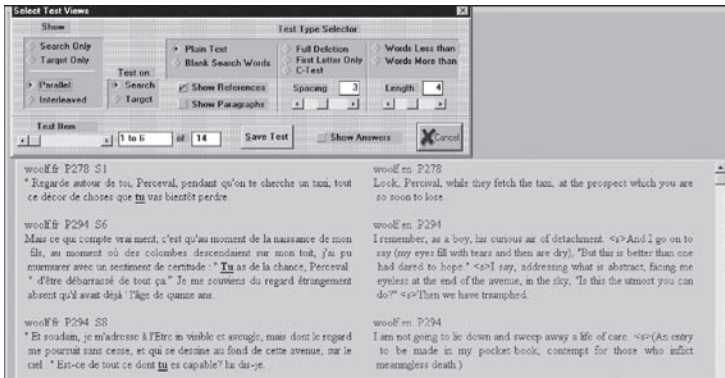 Select Test Views
Show
Test Type Selector
Search Only
Target Only
Parallel
Interleaved
Test on
Search
Target
Plain Text
Blank Search Words
Show References
Show Paragraphs
Full Deletion
First Letter Only
C-Test
Spacing 3
Words Less than
Words More than
Length 4
Test Item
1 to 6 of 14
Save Test
Show Answers
Cancel
woolf.fr P278 S1
" Regarde autour de toi, Perceval, pendant qu'on te cherche un taxi, tout
ce décor de choses que tu vas bientôt perdre.
woolf.fr P294 S6
Mais ce qui compte vraiment, c'est qu'au moment de la naissance de mon
fils, au moment où des colombes descendaient sur mon toit, j'ai pu
murmurer avec un sentiment de certitude : " Tu as de la chance, Perceval
" d'être débarrassé de tout ça." Je me souviens du regard étrangement
absent qu'il avait déjà ' l'âge de quinze ans.
woolf.fr P294 S8
" Et soudain, je m'adresse à l'Etre in visible et aveugle, mais dont le regard
me poursuit sans cesse, et qui se dessine au fond de cette avenue, sur le
ciel : " Est-ce de tout ce dont tu es capable? lui dis-je.
woolf.en P278
Look, Percival, while they fetch the taxi, at the prospect which you are
so soon to lose.
woolf.en P294
I remember, as a boy, his curious air of detachment. <s>And I go on to
say (my eyes fill with tears and then are dry), "But this is better than one
had dared to hope." <s>I say, addressing what is abstract, facing me
eyeless at the end of the avenue, in the sky, "Is this the utmost you can
do?" <s>Then we have triumphed.
woolf.en P294
I am not going to lie down and sweep away a life of care. <s>(An entry
to be made in my pocket-book; contempt for those who inflict
meaningless death.)